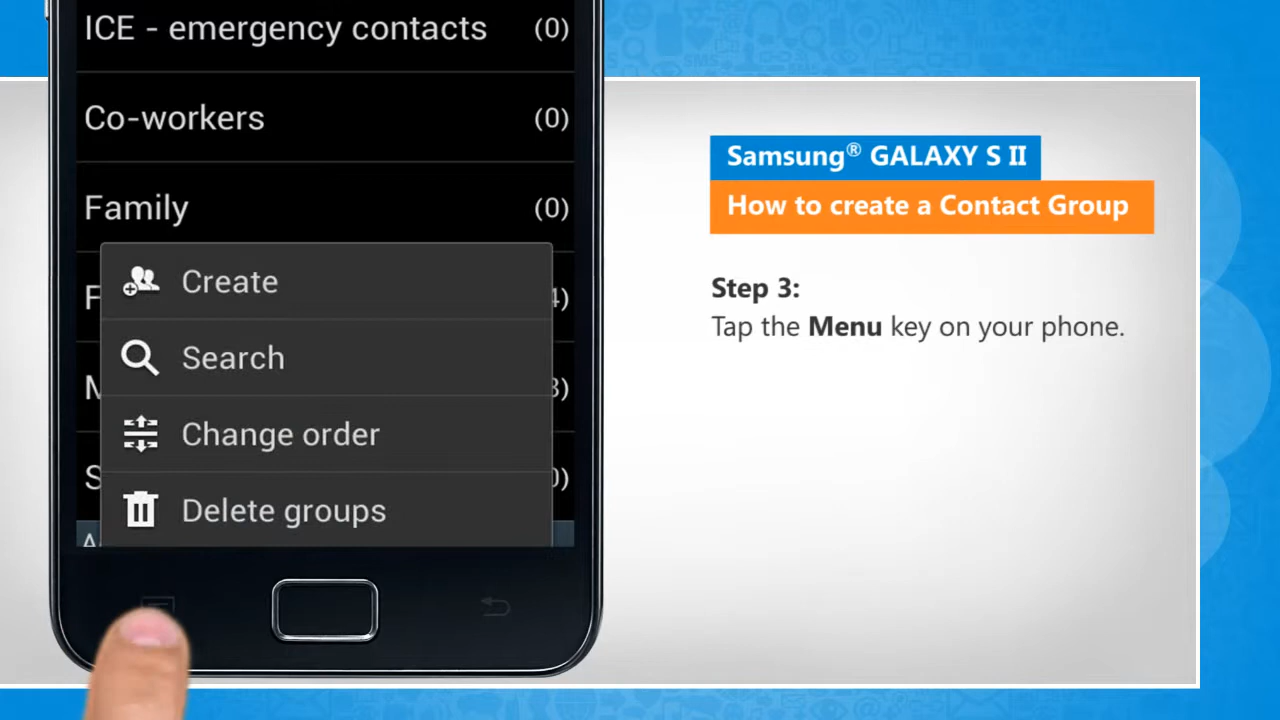 ICE - emergency contacts (0)
Co-workers (0)
Family (0)
Create
Search
Change order
Delete groups
Samsung® GALAXY S II
How to create a Contact Group
Step 3:
Tap the Menu key on your phone.